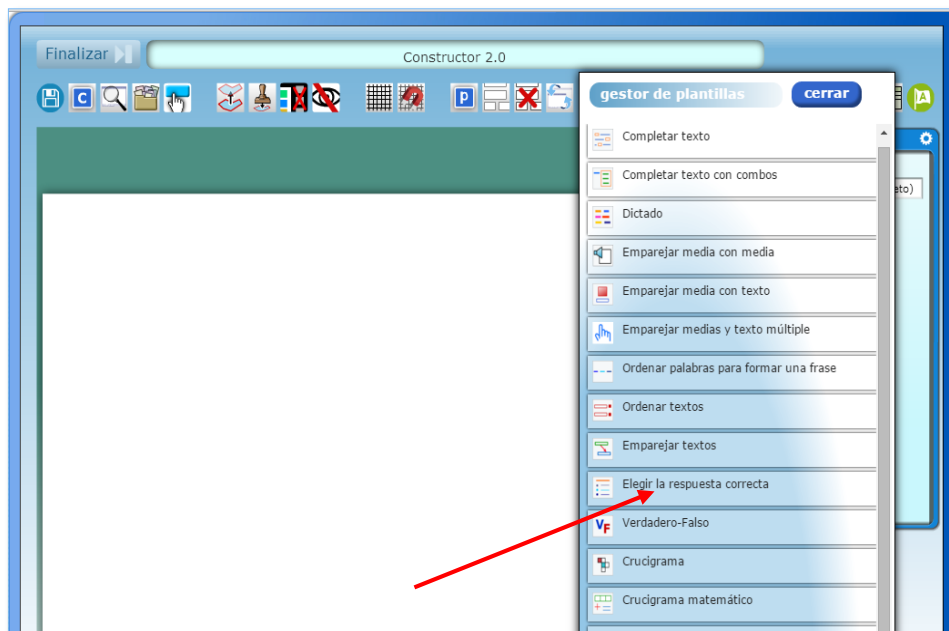 Finalizar
Constructor 2.0
C
P
A
gestor de plantillas
cerrar
eto)
Completar texto
Completar texto con combos
Dictado
Emparejar media con media
Emparejar media con texto
Emparejar medias y texto múltiple
Ordenar palabras para formar una frase
Ordenar textos
Emparejar textos
Elegir la respuesta correcta
VF Verdadero-Falso
Crucigrama
Crucigrama matemático